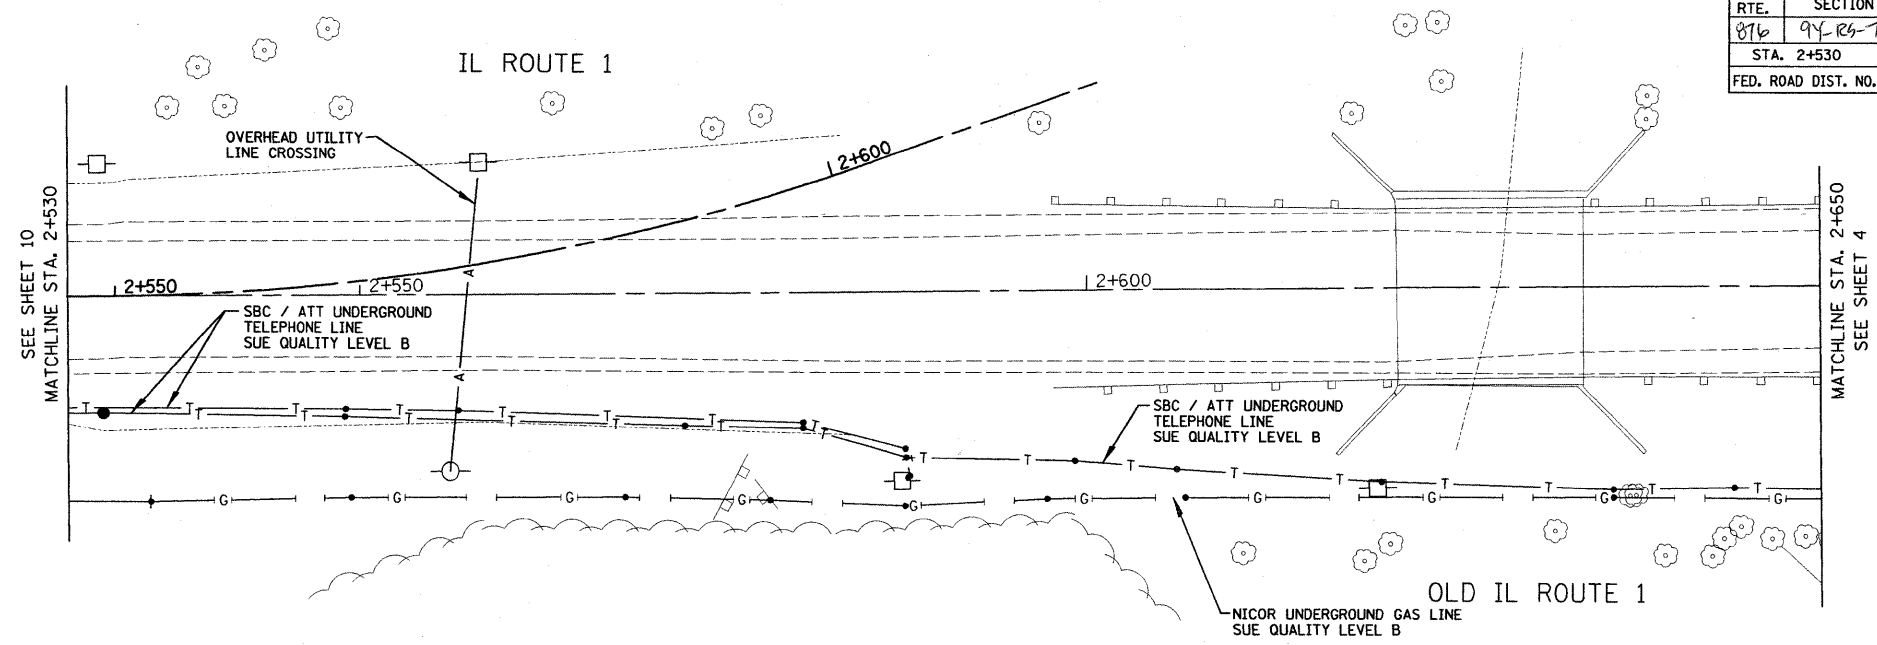 RTE.
SECTION
876
STA. 2+530
FED. ROAD DIST. NO.
IL ROUTE 1
OVERHEAD UTILITY
LINE CROSSING
2+600
SEE SHEET 10
MATCHLINE STA. 2+530
2+550
2+550
2+600
MATCHLINE STA. 2+650
SEE SHEET 4
SBC / ATT UNDERGROUND
TELEPHONE LINE
SUE QUALITY LEVEL B
A
A
T T T T T T T
T T T T T T T
SBC / ATT UNDERGROUND
TELEPHONE LINE
SUE QUALITY LEVEL B
T T T T T T T T T
G G G G G G G G G G
OLD IL ROUTE 1
NICOR UNDERGROUND GAS LINE
SUE QUALITY LEVEL B